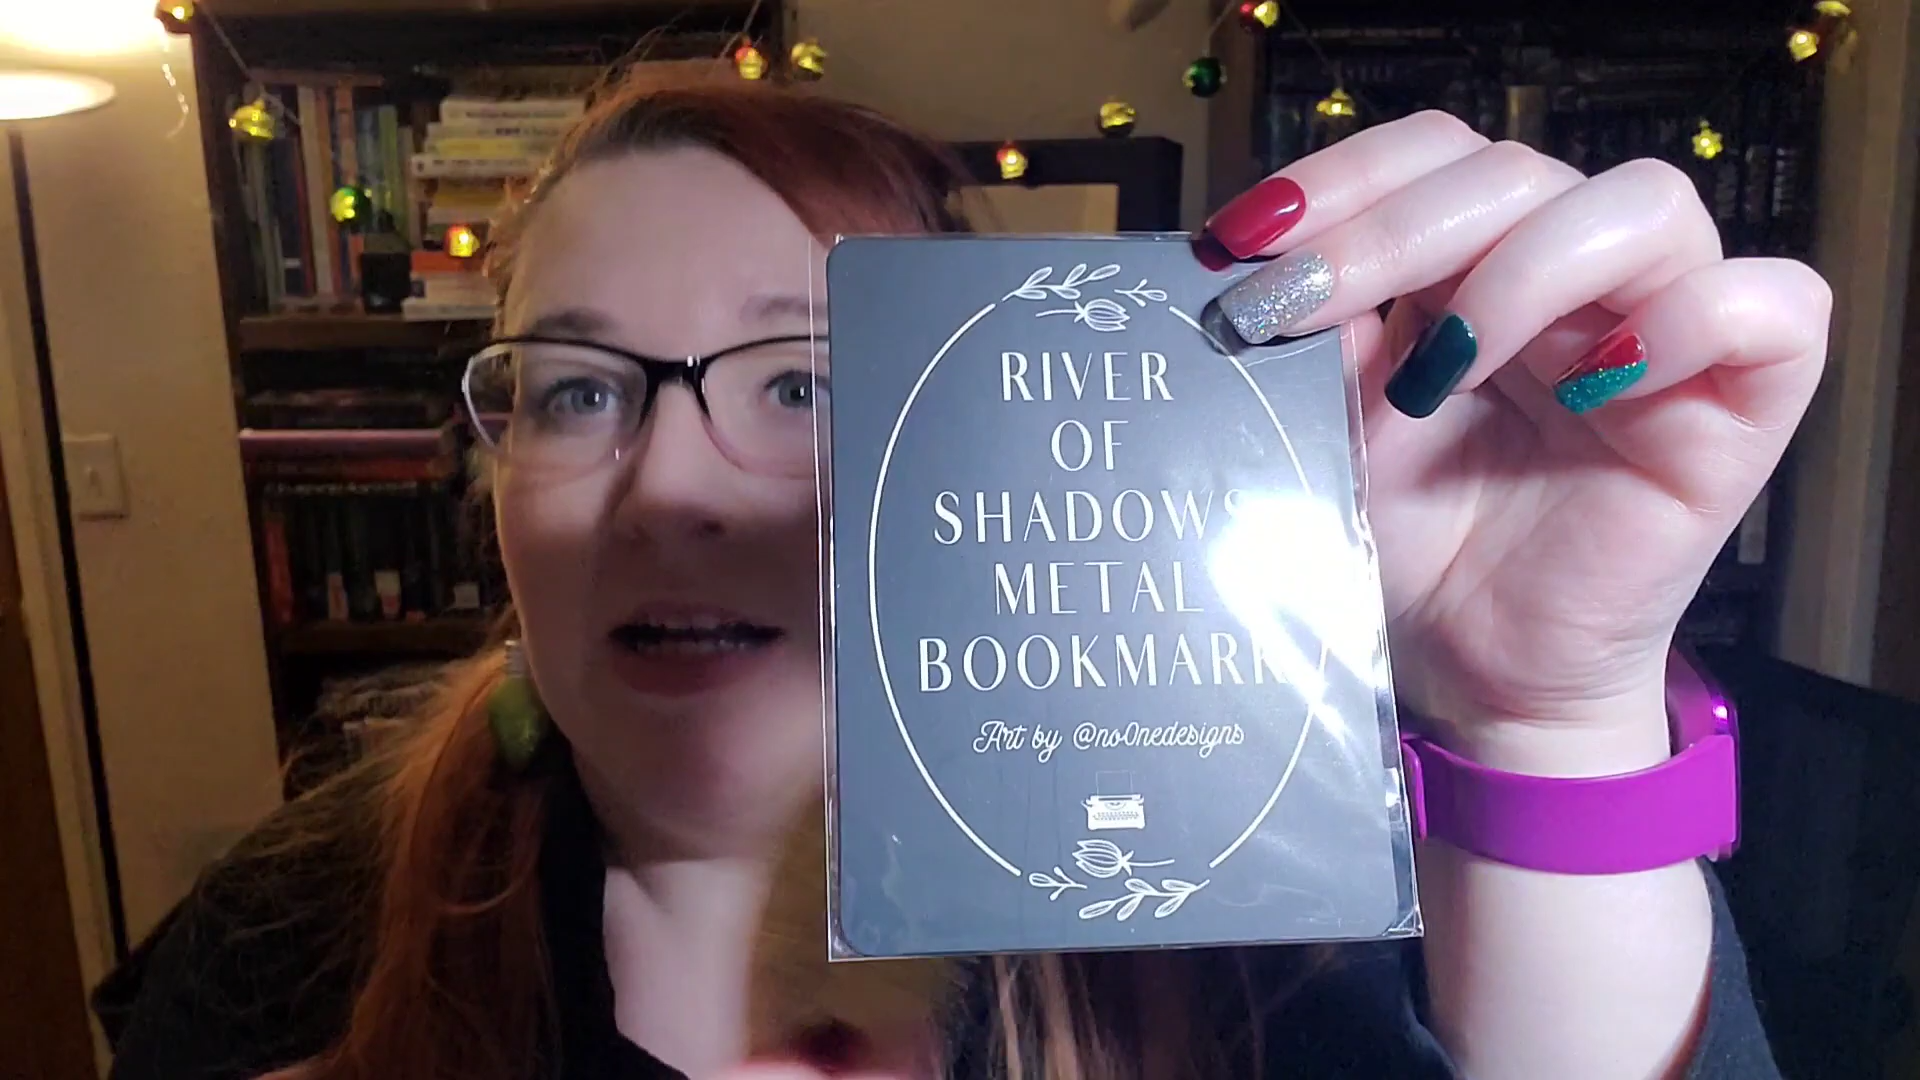 RIVER
OF
SHADOWS
METAL
BOOKMARK
Art by @no0nedesigns